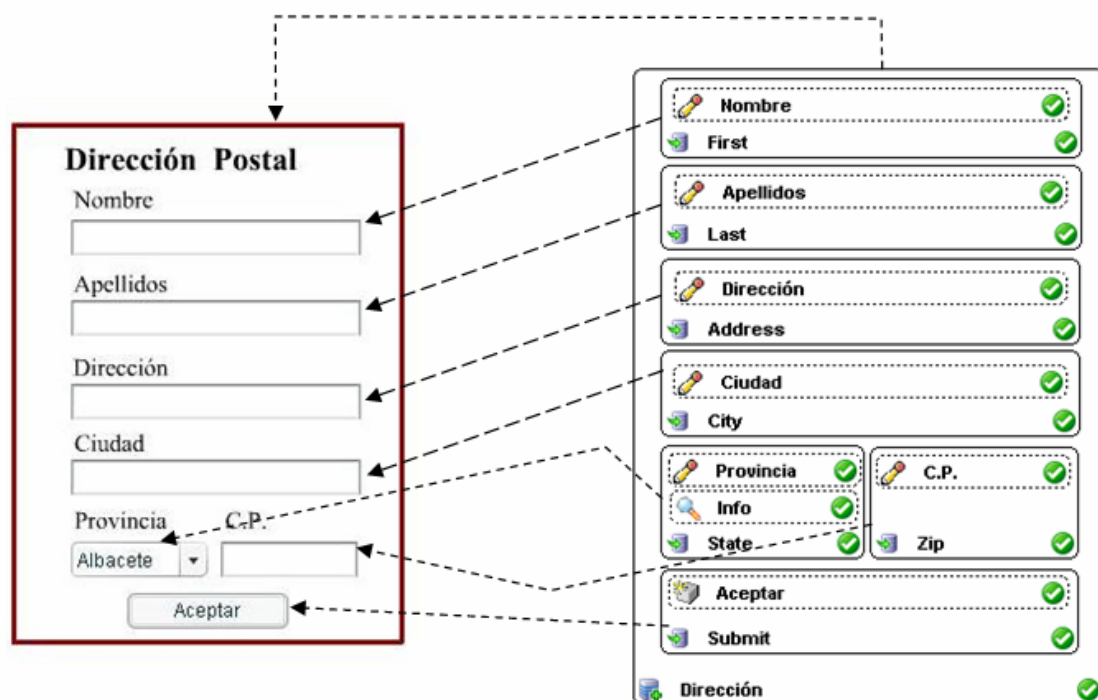 Dirección Postal
Nombre
Apellidos
Dirección
Ciudad
Provincia C.P.
Albacete
Aceptar
Nombre
First
Apellidos
Last
Dirección
Address
Ciudad
City
Provincia
Info
State
C.P.
Zip
Aceptar
Submit
Dirección